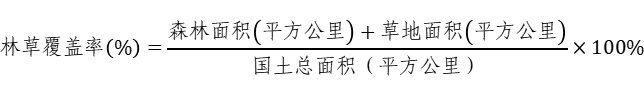 林草覆盖率(%) = 森林面积(平方公里) + 草地面积(平方公里) / 国土总面积（平方公里） × 100%